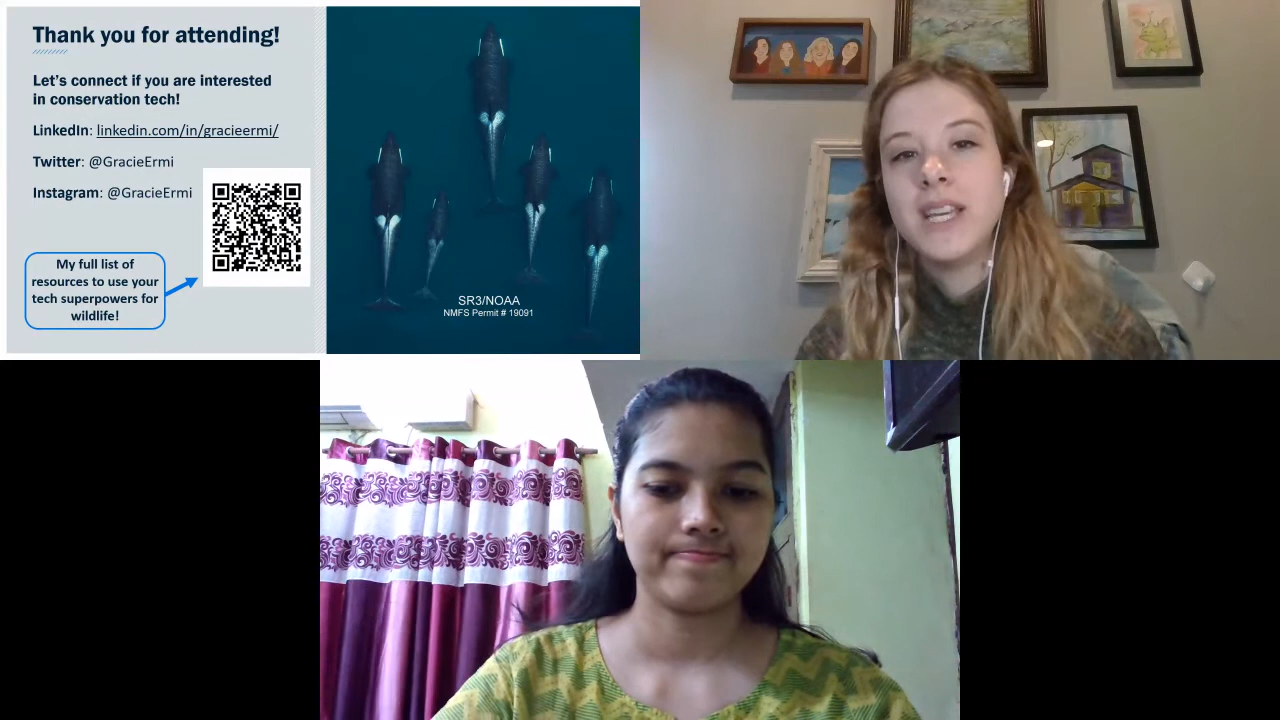 Thank you for attending!
Let's connect if you are interested
in conservation tech!
LinkedIn: linkedin.com/in/gracieermi/
Twitter: @GracieErmi
Instagram: @GracieErmi
My full list of
resources to use your
tech superpowers for
wildlife!
SR3/NOAA
NMFS Permit # 19091